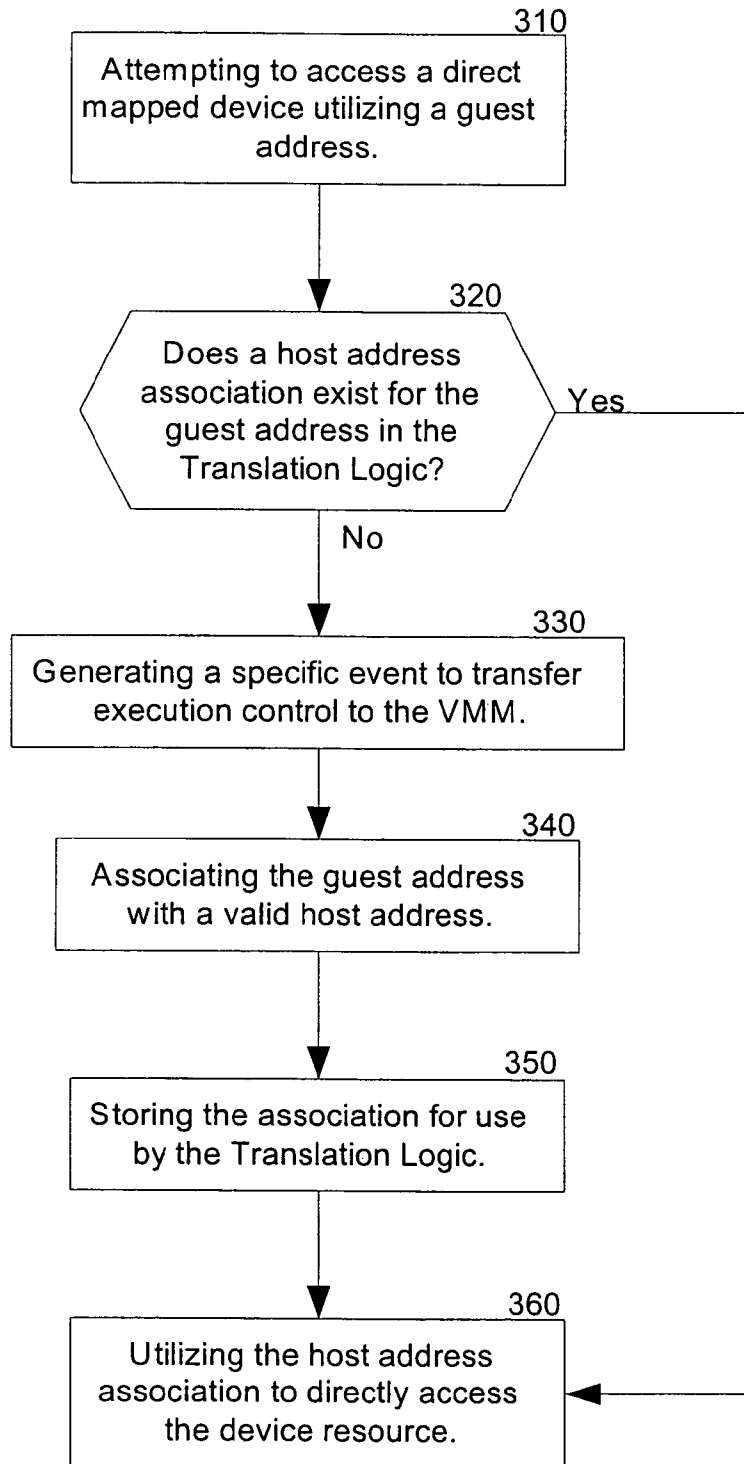 310
Attempting to access a direct
mapped device utilizing a guest
address.
320
Does a host address
association exist for the
guest address in the
Translation Logic?
Yes
No
330
Generating a specific event to transfer
execution control to the VMM.
340
Associating the guest address
with a valid host address.
350
Storing the association for use
by the Translation Logic.
360
Utilizing the host address
association to directly access
the device resource.